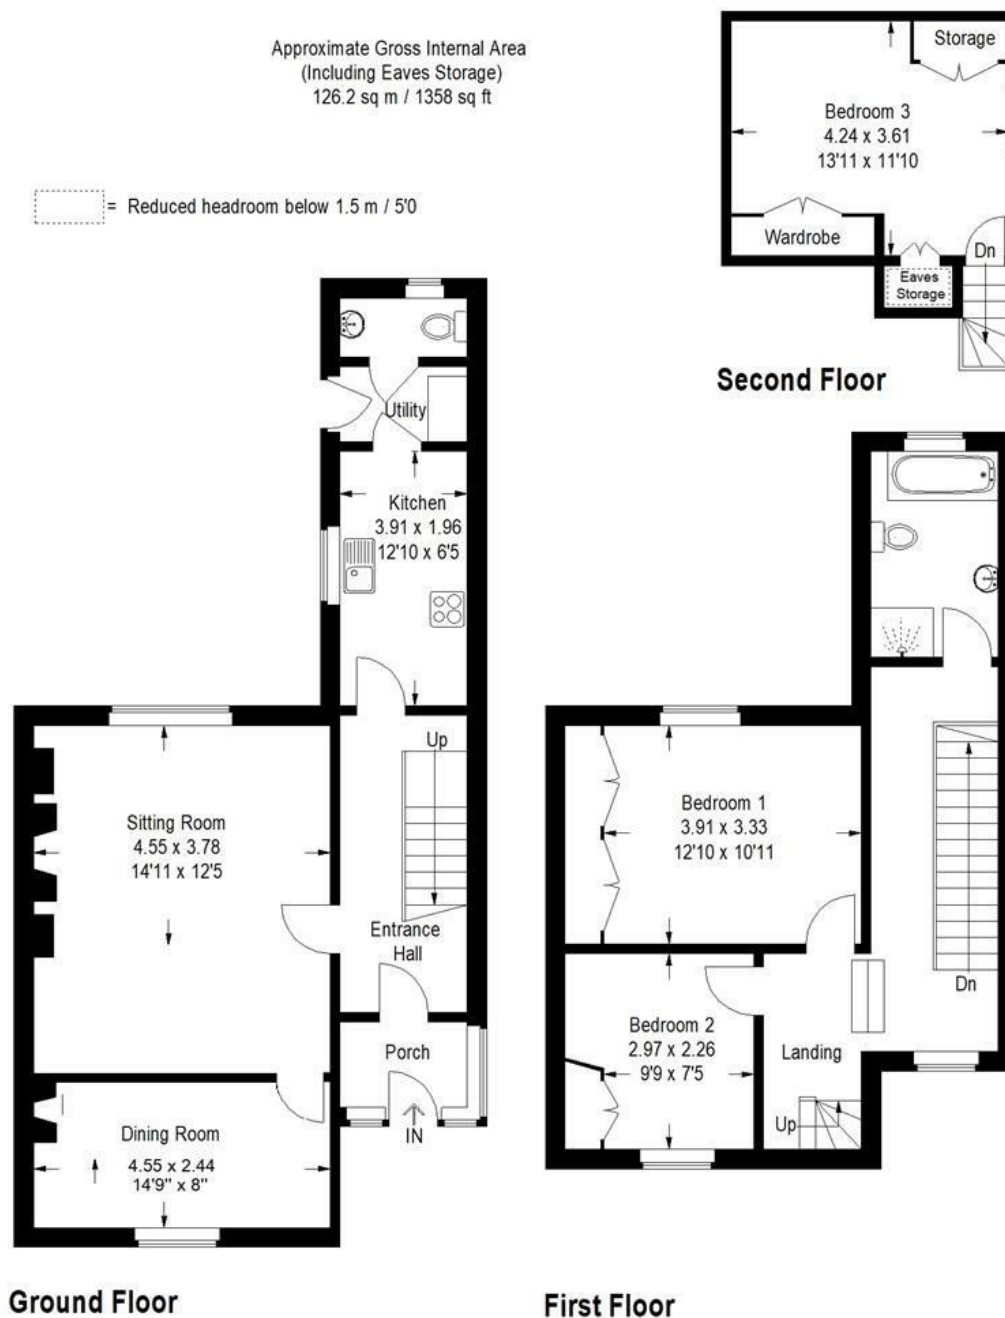 Approximate Gross Internal Area
(Including Eaves Storage)
126.2 sq m / 1358 sq ft
= Reduced headroom below 1.5 m / 5'0
Storage
Bedroom 3
4.24 x 3.61
13'11 x 11'10
Wardrobe
Dn
Eaves
Storage
Second Floor
Utility
Kitchen
3.91 x 1.96
12'10 x 6'5
Up
Sitting Room
4.55 x 3.78
14'11 x 12'5
Entrance
Hall
Porch
IN
Dining Room
4.55 x 2.44
14'9" x 8"
Ground Floor
Bedroom 1
3.91 x 3.33
12'10 x 10'11
Dn
Bedroom 2
2.97 x 2.26
9'9 x 7'5
Landing
Up
First Floor